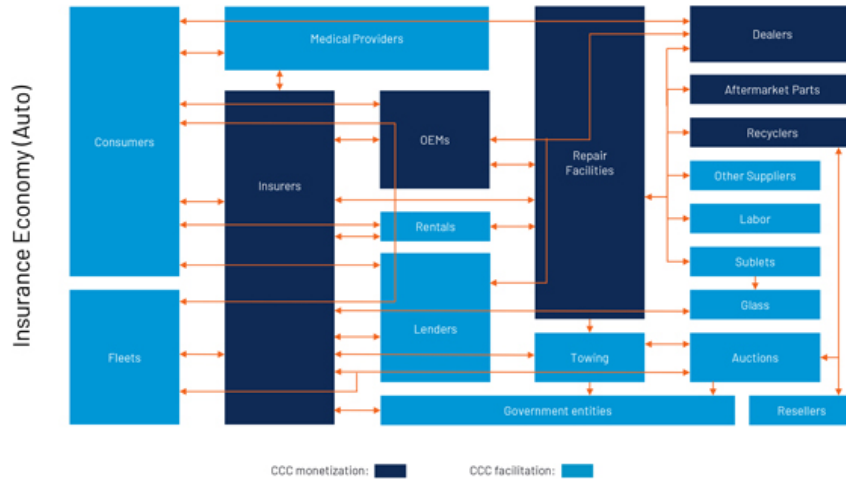 Insurance Economy (Auto)
Consumers
Medical Providers
Dealers
Aftermarket Parts
Recyclers
OEMs
Repair
Facilities
Insurers
Other Suppliers
Labor
Rentals
Sublets
Glass
Lenders
Fleets
Towing
Auctions
Government entities
Resellers
CCC monetization:
CCC facilitation: